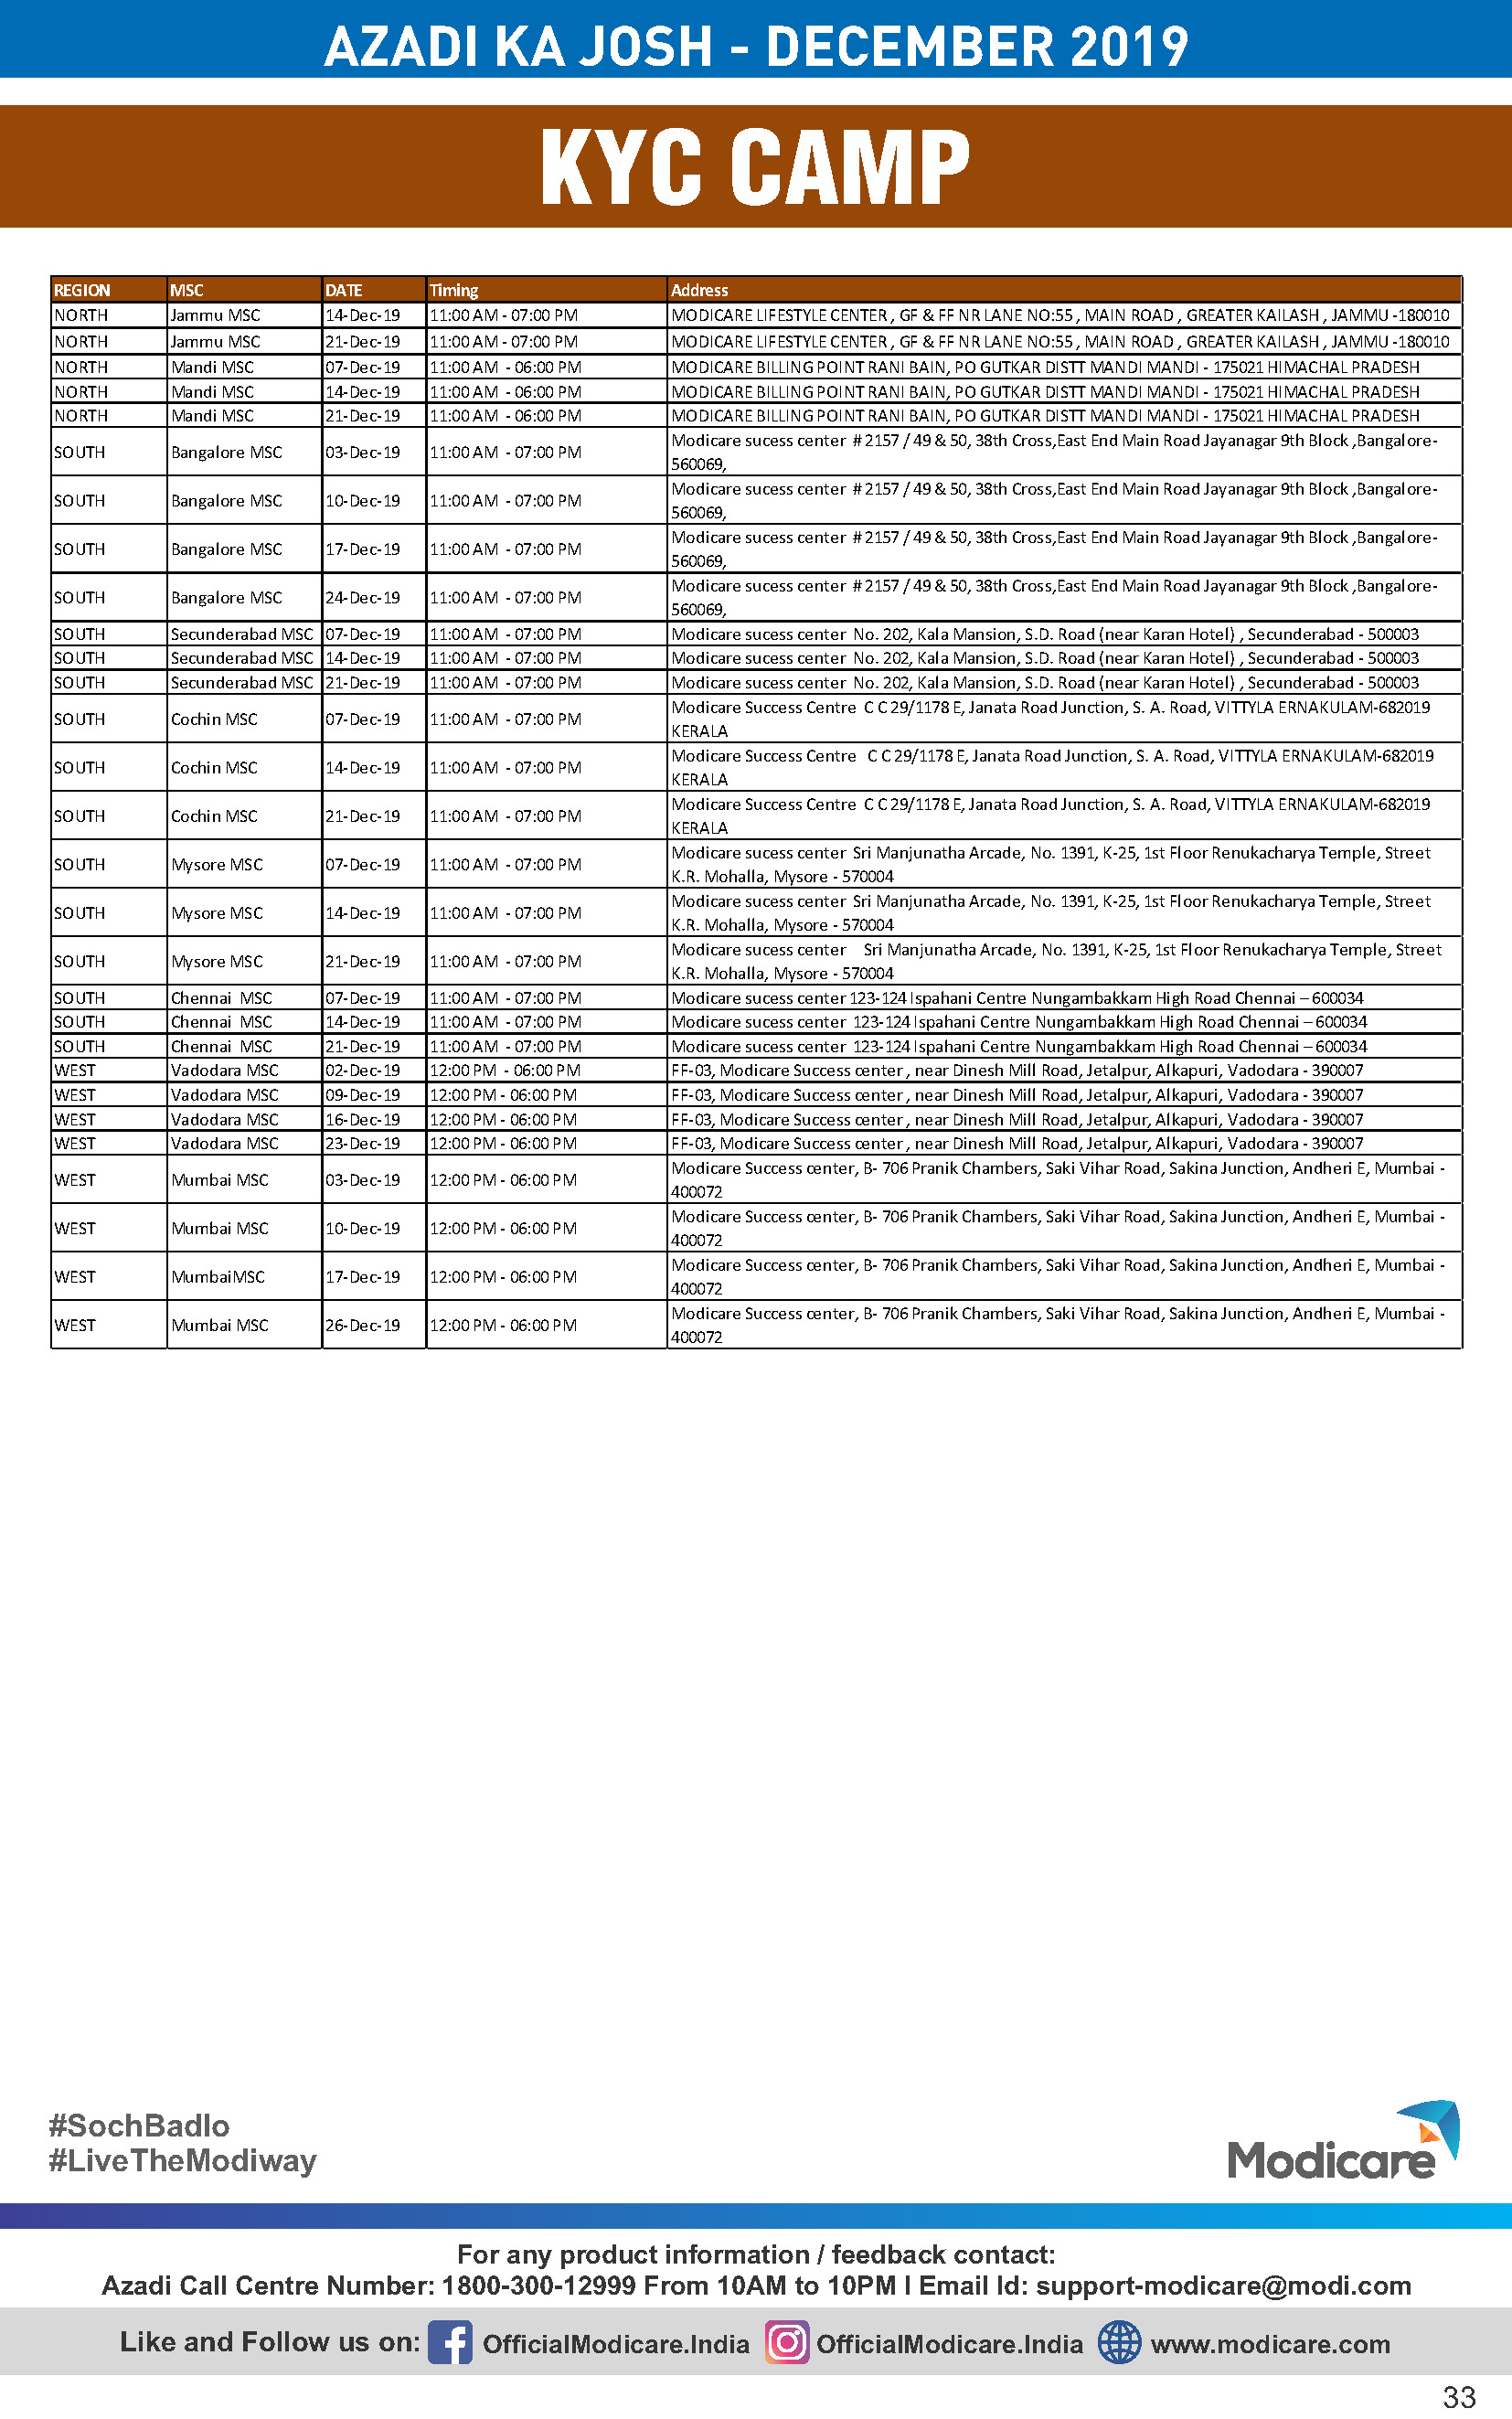 AZADI KA JOSH - DECEMBER 2019
KYC CAMP
REGION MSC DATE Timing Address
NORTH Jammu MSC 14-Dec-19 11:00 AM - 07:00 PM MODICARE LIFESTYLE CENTER , GF & FF NR LANE NO:55 , MAIN ROAD , GREATER KAILASH , JAMMU -180010
NORTH Jammu MSC 21-Dec-19 11:00 AM - 07:00 PM MODICARE LIFESTYLE CENTER , GF & FF NR LANE NO:55 , MAIN ROAD , GREATER KAILASH , JAMMU -180010
NORTH Mandi MSC 07-Dec-19 11:00 AM - 06:00 PM MODICARE BILLING POINT RANI BAIN, PO GUTKAR DISTT MANDI MANDI - 175021 HIMACHAL PRADESH
NORTH Mandi MSC 14-Dec-19 11:00 AM - 06:00 PM MODICARE BILLING POINT RANI BAIN, PO GUTKAR DISTT MANDI MANDI - 175021 HIMACHAL PRADESH
NORTH Mandi MSC 21-Dec-19 11:00 AM - 06:00 PM MODICARE BILLING POINT RANI BAIN, PO GUTKAR DISTT MANDI MANDI - 175021 HIMACHAL PRADESH
SOUTH Bangalore MSC 03-Dec-19 11:00 AM - 07:00 PM Modicare sucess center # 2157 / 49 & 50, 38th Cross,East End Main Road Jayanagar 9th Block ,Bangalore-
560069,
SOUTH Bangalore MSC 10-Dec-19 11:00 AM - 07:00 PM Modicare sucess center # 2157 / 49 & 50, 38th Cross,East End Main Road Jayanagar 9th Block ,Bangalore-
560069,
SOUTH Bangalore MSC 17-Dec-19 11:00 AM - 07:00 PM Modicare sucess center # 2157 / 49 & 50, 38th Cross,East End Main Road Jayanagar 9th Block ,Bangalore-
560069,
SOUTH Bangalore MSC 24-Dec-19 11:00 AM - 07:00 PM Modicare sucess center # 2157 / 49 & 50, 38th Cross,East End Main Road Jayanagar 9th Block ,Bangalore-
560069,
SOUTH Secunderabad MSC 07-Dec-19 11:00 AM - 07:00 PM Modicare sucess center No. 202, Kala Mansion, S.D. Road (near Karan Hotel) , Secunderabad - 500003
SOUTH Secunderabad MSC 14-Dec-19 11:00 AM - 07:00 PM Modicare sucess center No. 202, Kala Mansion, S.D. Road (near Karan Hotel) , Secunderabad - 500003
SOUTH Secunderabad MSC 21-Dec-19 11:00 AM - 07:00 PM Modicare sucess center No. 202, Kala Mansion, S.D. Road (near Karan Hotel) , Secunderabad - 500003
SOUTH Cochin MSC 07-Dec-19 11:00 AM - 07:00 PM Modicare Success Centre C C 29/1178 E, Janata Road Junction, S. A. Road, VITTYLA ERNAKULAM-682019
KERALA
SOUTH Cochin MSC 14-Dec-19 11:00 AM - 07:00 PM Modicare Success Centre C C 29/1178 E, Janata Road Junction, S. A. Road, VITTYLA ERNAKULAM-682019
KERALA
SOUTH Cochin MSC 21-Dec-19 11:00 AM - 07:00 PM Modicare Success Centre C C 29/1178 E, Janata Road Junction, S. A. Road, VITTYLA ERNAKULAM-682019
KERALA
SOUTH Mysore MSC 07-Dec-19 11:00 AM - 07:00 PM Modicare sucess center Sri Manjunatha Arcade, No. 1391, K-25, 1st Floor Renukacharya Temple, Street
K.R. Mohalla, Mysore - 570004
SOUTH Mysore MSC 14-Dec-19 11:00 AM - 07:00 PM Modicare sucess center Sri Manjunatha Arcade, No. 1391, K-25, 1st Floor Renukacharya Temple, Street
K.R. Mohalla, Mysore - 570004
SOUTH Mysore MSC 21-Dec-19 11:00 AM - 07:00 PM Modicare sucess center Sri Manjunatha Arcade, No. 1391, K-25, 1st Floor Renukacharya Temple, Street
K.R. Mohalla, Mysore - 570004
SOUTH Chennai MSC 07-Dec-19 11:00 AM - 07:00 PM Modicare sucess center 123-124 Ispahani Centre Nungambakkam High Road Chennai – 600034
SOUTH Chennai MSC 14-Dec-19 11:00 AM - 07:00 PM Modicare sucess center 123-124 Ispahani Centre Nungambakkam High Road Chennai – 600034
SOUTH Chennai MSC 21-Dec-19 11:00 AM - 07:00 PM Modicare sucess center 123-124 Ispahani Centre Nungambakkam High Road Chennai – 600034
WEST Vadodara MSC 02-Dec-19 12:00 PM - 06:00 PM FF-03, Modicare Success center , near Dinesh Mill Road, Jetalpur, Alkapuri, Vadodara - 390007
WEST Vadodara MSC 09-Dec-19 12:00 PM - 06:00 PM FF-03, Modicare Success center , near Dinesh Mill Road, Jetalpur, Alkapuri, Vadodara - 390007
WEST Vadodara MSC 16-Dec-19 12:00 PM - 06:00 PM FF-03, Modicare Success center , near Dinesh Mill Road, Jetalpur, Alkapuri, Vadodara - 390007
WEST Vadodara MSC 23-Dec-19 12:00 PM - 06:00 PM FF-03, Modicare Success center , near Dinesh Mill Road, Jetalpur, Alkapuri, Vadodara - 390007
WEST Mumbai MSC 03-Dec-19 12:00 PM - 06:00 PM Modicare Success center, B- 706 Pranik Chambers, Saki Vihar Road, Sakina Junction, Andheri E, Mumbai -
400072
WEST Mumbai MSC 10-Dec-19 12:00 PM - 06:00 PM Modicare Success center, B- 706 Pranik Chambers, Saki Vihar Road, Sakina Junction, Andheri E, Mumbai -
400072
WEST MumbaiMSC 17-Dec-19 12:00 PM - 06:00 PM Modicare Success center, B- 706 Pranik Chambers, Saki Vihar Road, Sakina Junction, Andheri E, Mumbai -
400072
WEST Mumbai MSC 26-Dec-19 12:00 PM - 06:00 PM Modicare Success center, B- 706 Pranik Chambers, Saki Vihar Road, Sakina Junction, Andheri E, Mumbai -
400072
#SochBadlo
#LiveTheModiway
Modicare
For any product information / feedback contact:
Azadi Call Centre Number: 1800-300-12999 From 10AM to 10PM I Email Id: support-modicare@modi.com
Like and Follow us on: OfficialModicare.India OfficialModicare.India www.modicare.com
33